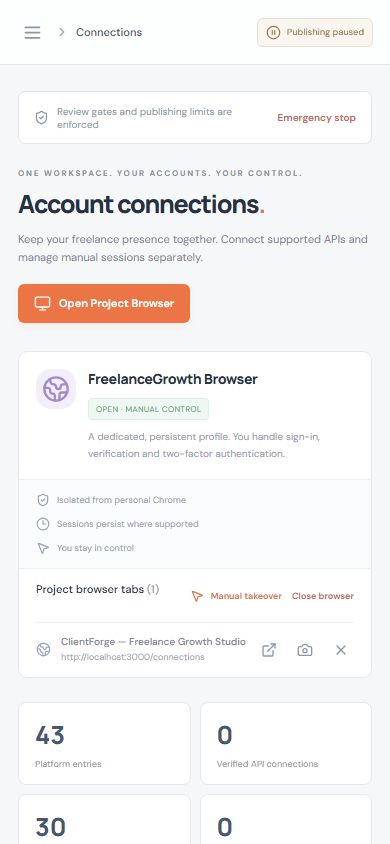 Connections
Publishing paused
Review gates and publishing limits are
enforced
Emergency stop
ONE WORKSPACE. YOUR ACCOUNTS. YOUR CONTROL.
Account connections.
Keep your freelance presence together. Connect supported APIs and
manage manual sessions separately.
Open Project Browser
FreelanceGrowth Browser
OPEN · MANUAL CONTROL
A dedicated, persistent profile. You handle sign-in,
verification and two-factor authentication.
Isolated from personal Chrome
Sessions persist where supported
You stay in control
Project browser tabs (1)
Manual takeover
Close browser
ClientForge — Freelance Growth Studio
http://localhost:3000/connections
43
0
Platform entries
Verified API connections
30
0